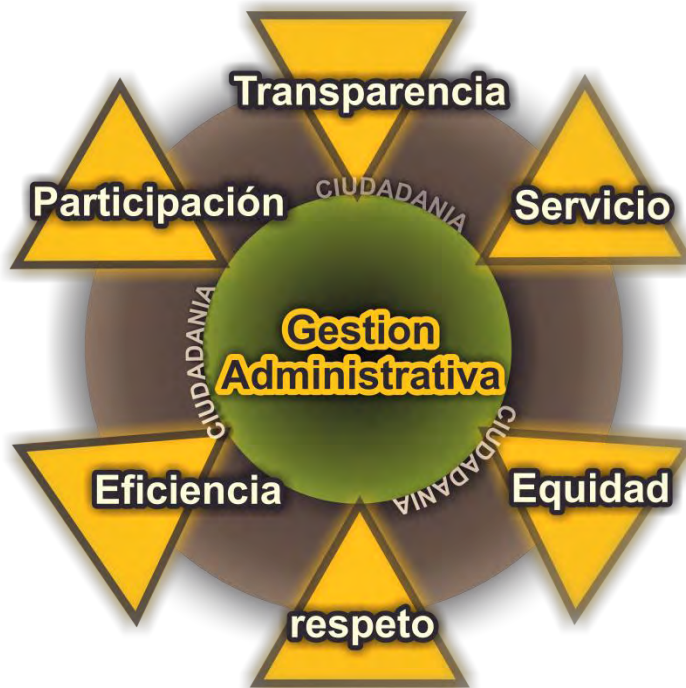 Transparencia
Participación
Servicio
CIUDADANIA
CIUDADANIA
Gestion
Administrativa
CIUDADANIA
Eficiencia
Equidad
respeto